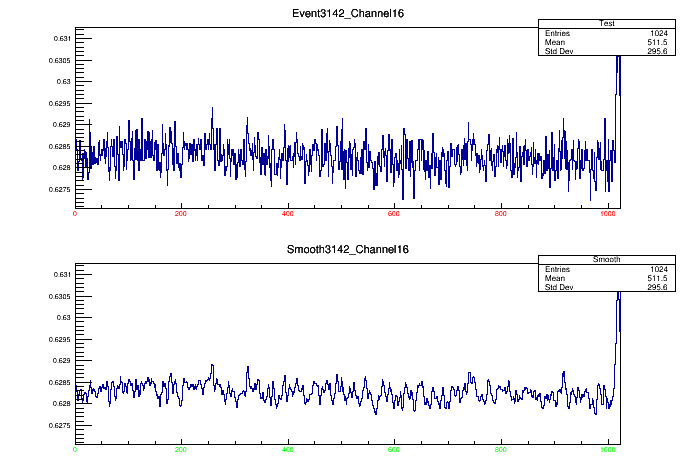 Event3142_Channel16
Test
Entries 1024
Mean 511.5
Std Dev 295.6
0.631
0.6305
0.63
0.6295
0.629
0.6285
0.628
0.6275
0 200 400 600 800 1000
Smooth3142_Channel16
Smooth
Entries 1024
Mean 511.5
Std Dev 295.6
0.631
0.6305
0.63
0.6295
0.629
0.6285
0.628
0.6275
0 200 400 600 800 1000